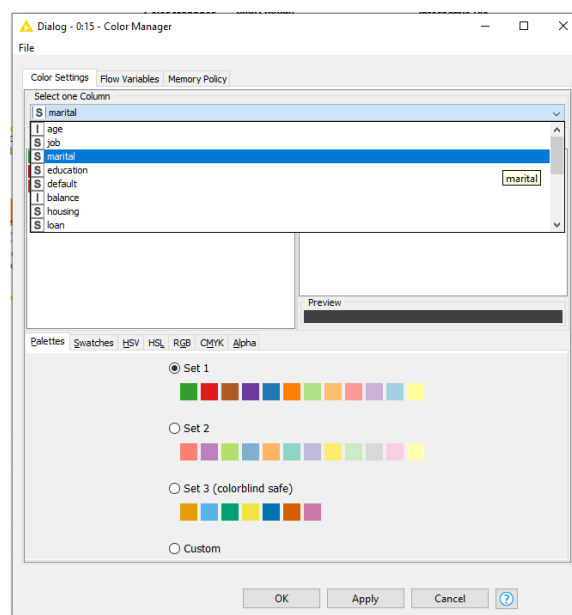 Dialog - 0:15 - Color Manager
File
Color Settings Flow Variables Memory Policy
Select one Column
S marital
I age
S job
S marital
S education
S default
marital
I balance
S housing
S loan
Preview
Palettes Swatches HSV HSL RGB CMYK Alpha
Set 1
Set 2
Set 3 (colorblind safe)
Custom
OK Apply Cancel ?